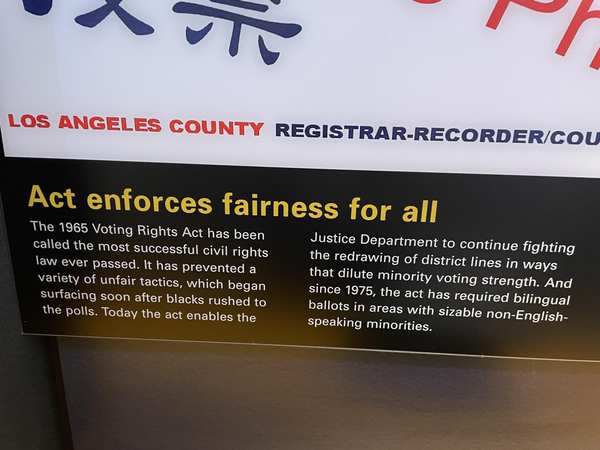 投票
LOS ANGELES COUNTY REGISTRAR-RECORDER/COU
Act enforces fairness for all
The 1965 Voting Rights Act has been
called the most successful civil rights
law ever passed. It has prevented a
variety of unfair tactics, which began
surfacing soon after blacks rushed to
the polls. Today the act enables the
Justice Department to continue fighting
the redrawing of district lines in ways
that dilute minority voting strength. And
since 1975, the act has required bilingual
ballots in areas with sizable non-English-
speaking minorities.